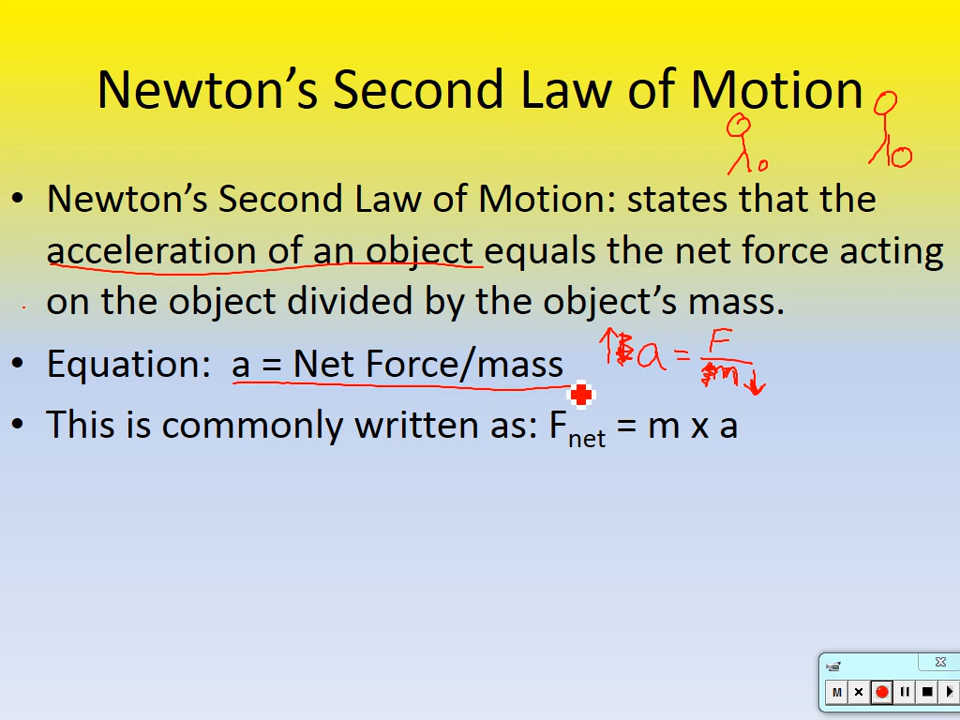 Newton's Second Law of Motion
• Newton's Second Law of Motion: states that the
acceleration of an object equals the net force acting
on the object divided by the object's mass.
• Equation: a = Net Force/mass
a = F/m
• This is commonly written as: Fnet = m x a
M